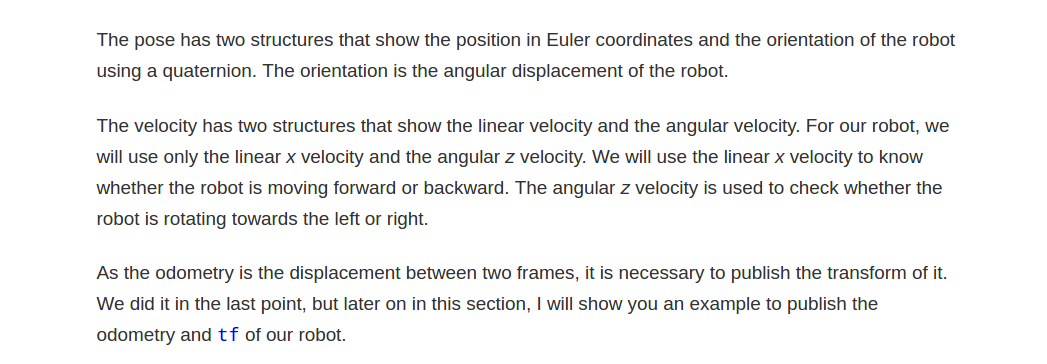 The pose has two structures that show the position in Euler coordinates and the orientation of the robot
using a quaternion. The orientation is the angular displacement of the robot.
The velocity has two structures that show the linear velocity and the angular velocity. For our robot, we
will use only the linear x velocity and the angular z velocity. We will use the linear x velocity to know
whether the robot is moving forward or backward. The angular z velocity is used to check whether the
robot is rotating towards the left or right.
As the odometry is the displacement between two frames, it is necessary to publish the transform of it.
We did it in the last point, but later on in this section, I will show you an example to publish the
odometry and tf of our robot.